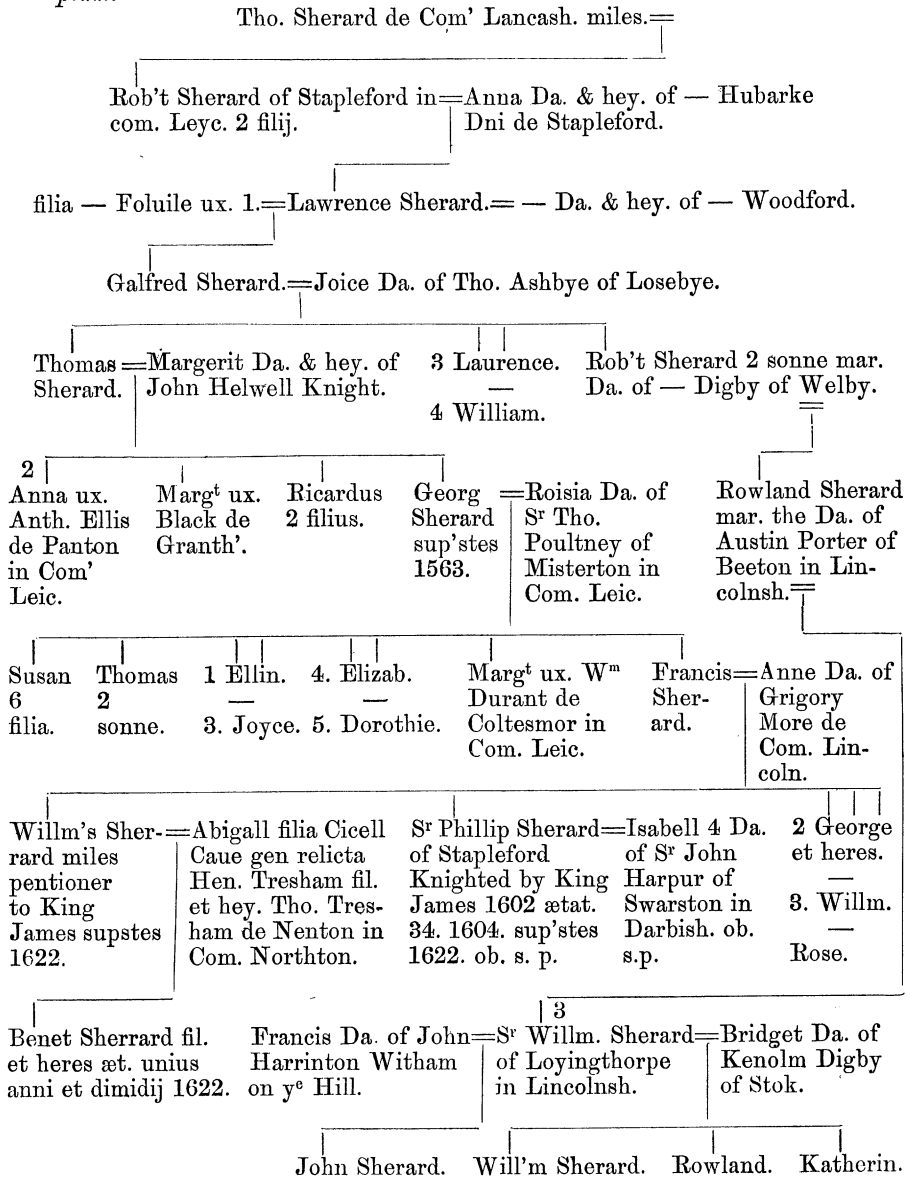 Tho. Sherard de Com' Lancash. miles.=
Rob't Sherard of Stapleford in=Anna Da. & hey. of — Hubarke
com. Leyc. 2 filij.
Dni de Stapleford.
filia — Foluile ux. 1.=Lawrence Sherard.= — Da. & hey. of — Woodford.
Galfred Sherard.=Joice Da. of Tho. Ashbye of Losebye.
Thomas=
Sherard.
Margerit Da. & hey. of
John Helwell Knight.
3 Laurence.
—
4 William.
Rob't Sherard 2 sonne mar.
Da. of — Digby of Welby.
=
2
Anna ux.
Anth. Ellis
de Panton
in Com'
Leic.
Margᵗ ux.
Black de
Granth'.
Ricardus
2 filius.
Georg
Sherard
sup'stes
1563.
=Roisia Da. of
Sʳ Tho.
Poultney of
Misterton in
Com. Leic.
Rowland Sherard
mar. the Da. of
Austin Porter of
Beeton in Lin-
colnsh.=
Susan
6
filia.
Thomas
2
sonne.
1 Ellin.
—
3. Joyce.
4. Elizab.
—
5. Dorothie.
Margᵗ ux. Wᵐ
Durant de
Coltesmor in
Com. Leic.
Francis=
Sher-
ard.
Anne Da. of
Grigory
More de
Com. Lin-
coln.
Willm's Sher-=
rard miles
pentioner
to King
James supstes
1622.
Abigall filia Cicell
Caue gen relicta
Hen. Tresham fil.
et hey. Tho. Tres-
ham de Nenton in
Com. Northton.
Sʳ Phillip Sherard=
of Stapleford
Knighted by King
James 1602 ætat.
34. 1604. sup'stes
1622. ob. s. p.
Isabell 4 Da.
of Sʳ John
Harpur of
Swarston in
Darbish. ob.
s.p.
2 George
et heres.
—
3. Willm.
—
Rose.
3
Benet Sherrard fil.
et heres æt. unius
anni et dimidij 1622.
Francis Da. of John=
Harrinton Witham
on yᵉ Hill.
Sʳ Willm. Sherard=
of Loyingthorpe
in Lincolnsh.
Bridget Da. of
Kenolm Digby
of Stok.
John Sherard.
Will'm Sherard.
Rowland.
Katherin.